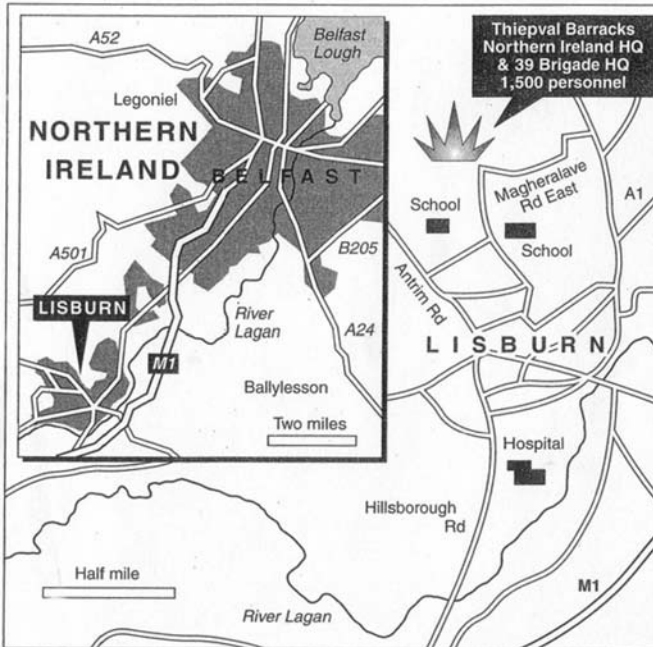 A52
Belfast
Lough
Legoniel
NORTHERN
IRELAND
BELFAST
A501
B205
LISBURN
River
Lagan
A24
M1
Ballylesson
Two miles
Thiepval Barracks
Northern Ireland HQ
& 39 Brigade HQ
1,500 personnel
School
Magheralave
Rd East
A1
School
Antrim Rd
LISBURN
Hospital
Hillsborough
Rd
Half mile
M1
River Lagan